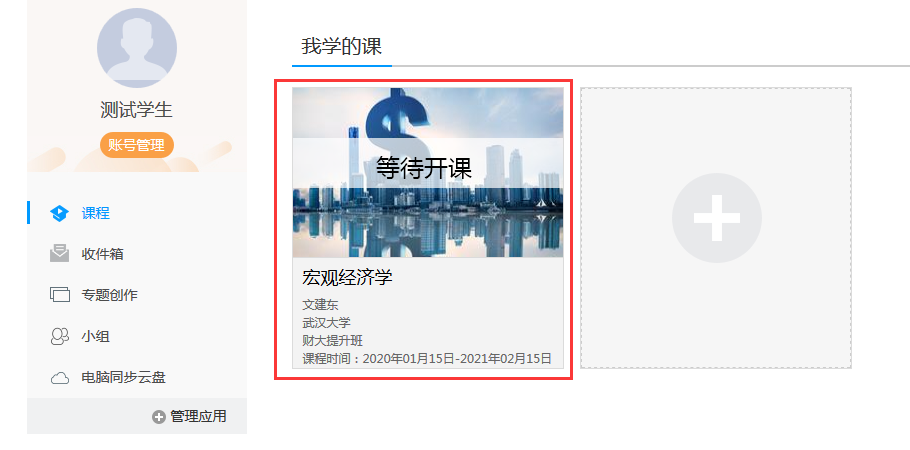 测试学生
账号管理
课程
收件箱
专题创作
小组
电脑同步云盘
管理应用
我学的课
等待开课
宏观经济学
文建东
武汉大学
财大提升班
课程时间：2020年01月15日-2021年02月15日